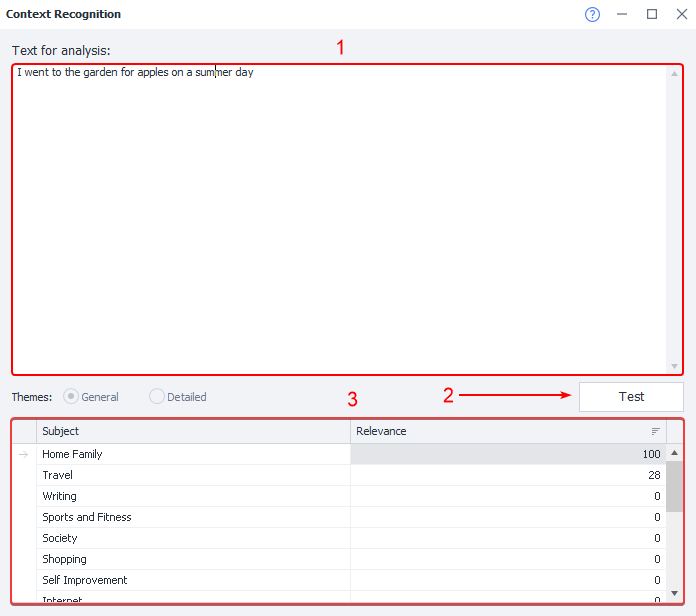 Context Recognition
?
Text for analysis:
1
I went to the garden for apples on a summer day
Themes: General Detailed
3
2
Test
Subject Relevance
Home Family 100
Travel 28
Writing 0
Sports and Fitness 0
Society 0
Shopping 0
Self Improvement 0
Internet 0